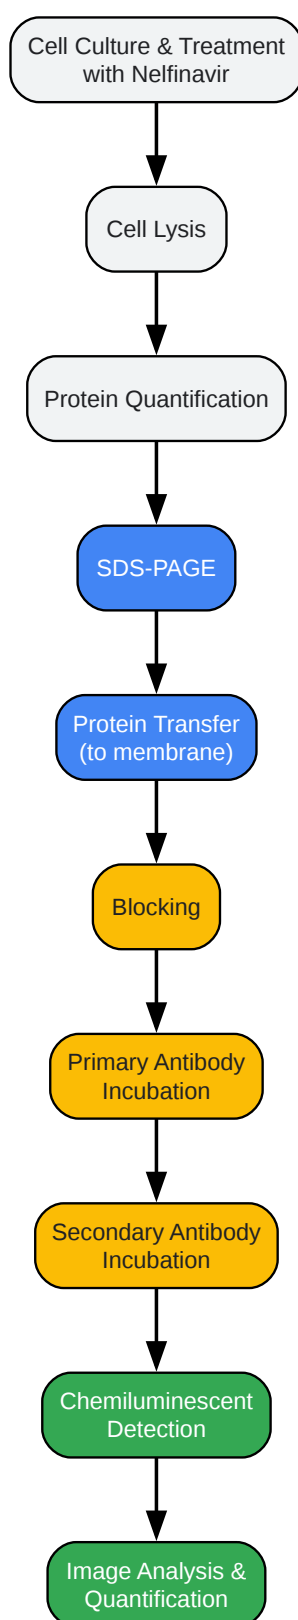 Cell Culture & Treatment
with Nelfinavir
Cell Lysis
Protein Quantification
SDS-PAGE
Protein Transfer
(to membrane)
Blocking
Primary Antibody
Incubation
Secondary Antibody
Incubation
Chemiluminescent
Detection
Image Analysis &
Quantification